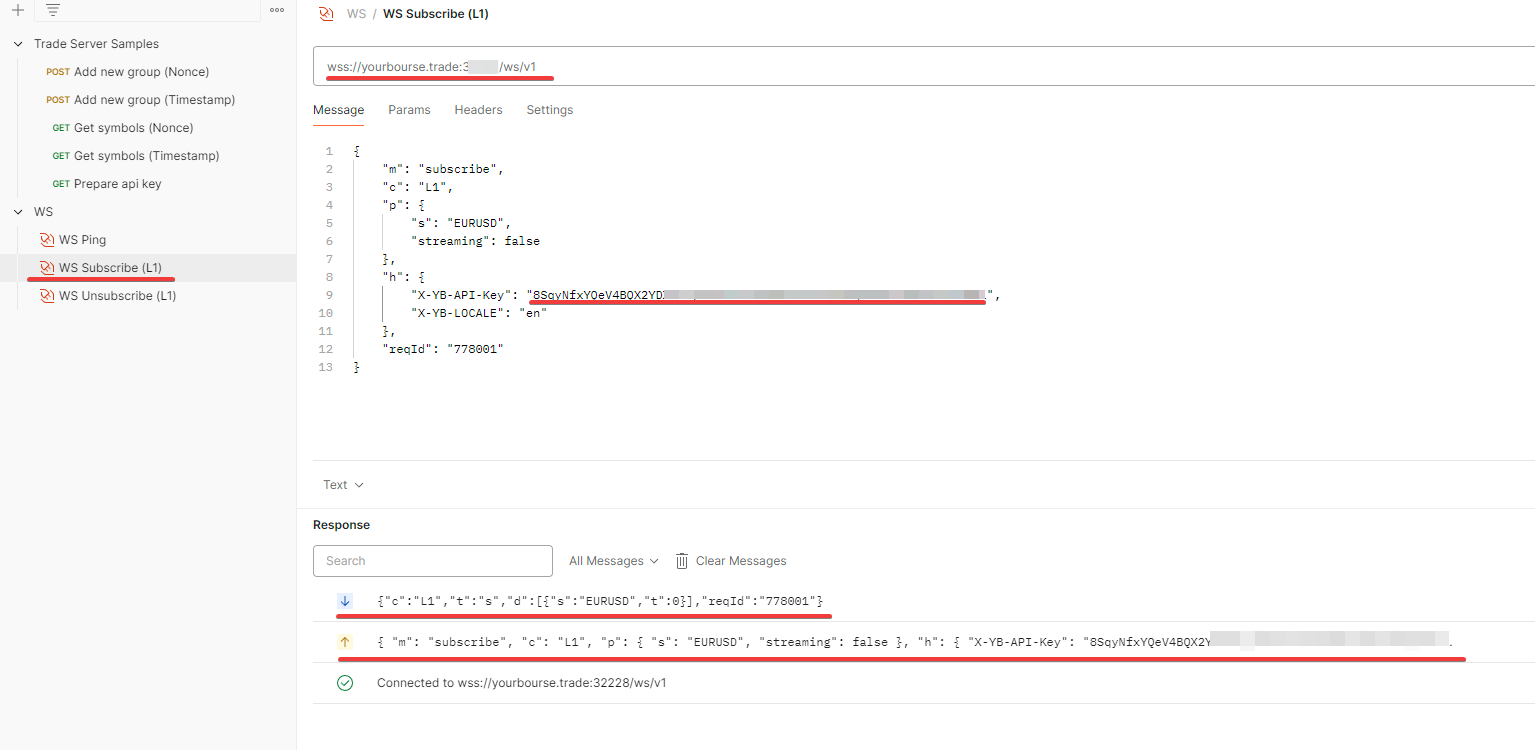 WS / WS Subscribe (L1)
Trade Server Samples
POST Add new group (Nonce)
POST Add new group (Timestamp)
GET Get symbols (Nonce)
GET Get symbols (Timestamp)
GET Prepare api key
WS
WS Ping
WS Subscribe (L1)
WS Unsubscribe (L1)
wss://yourbourse.trade:3 /ws/v1
Message Params Headers Settings
1 {
2 "m": "subscribe",
3 "c": "L1",
4 "p": {
5 "s": "EURUSD",
6 "streaming": false
7 },
8 "h": {
9 "X-YB-API-Key": "8SqyNfxYQeV4BQX2YD ",
10 "X-YB-LOCALE": "en"
11 },
12 "reqId": "778001"
13 }
Text
Response
Search All Messages Clear Messages
{"c":"L1","t":"s","d":[{"s":"EURUSD","t":0}],"reqId":"778001"}
{ "m": "subscribe", "c": "L1", "p": { "s": "EURUSD", "streaming": false }, "h": { "X-YB-API-Key": "8SqyNfxYQeV4BQX2Y
Connected to wss://yourbourse.trade:32228/ws/v1